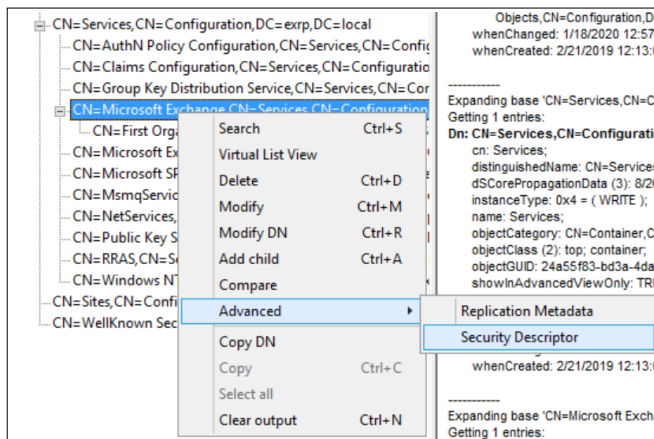 CN=Services,CN=Configuration,DC=exrp,DC=local
CN=AuthN Policy Configuration,CN=Services,CN=Config
CN=Claims Configuration,CN=Services,CN=Configuratio
CN=Group Key Distribution Service,CN=Services,CN=Cor
CN=Microsoft Exchange,CN=Services,CN=Configuration
CN=First Orga
CN=Microsoft Ex
CN=Microsoft SP
CN=MsmqServic
CN=NetServices,
CN=Public Key S
CN=RRAS,CN=Se
CN=Windows NT
CN=Sites,CN=Confi
CN=WellKnown Sec
Search Ctrl+S
Virtual List View
Delete Ctrl+D
Modify Ctrl+M
Modify DN Ctrl+R
Add child Ctrl+A
Compare
Advanced
Copy DN
Copy Ctrl+C
Select all
Clear output Ctrl+N
Replication Metadata
Security Descriptor
Objects,CN=Configuration,D
whenChanged: 1/18/2020 12:57
whenCreated: 2/21/2019 12:13:
-----------
Expanding base 'CN=Services,CN=C
Getting 1 entries:
Dn: CN=Services,CN=Configurati
cn: Services;
distinguishedName: CN=Services
dSCorePropagationData (3): 8/20
instanceType: 0x4 = ( WRITE );
name: Services;
objectCategory: CN=Container,C
objectClass (2): top; container;
objectGUID: 24a55f83-bd3a-4da
showInAdvancedViewOnly: TR
whenCreated: 2/21/2019 12:13:
-----------
Expanding base 'CN=Microsoft Exch
Getting 1 entries: